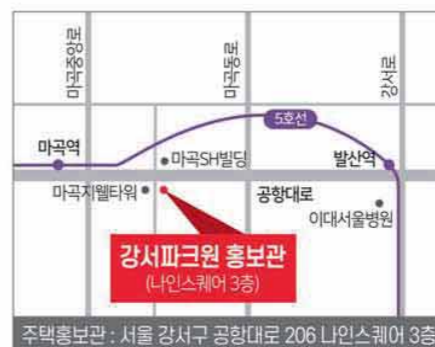 마곡중앙로
마곡동로
강서로
5호선
마곡역
마곡SH빌딩
발산역
마곡지웰타워
공항대로
이대서울병원
강서파크원 홍보관
(나인스퀘어 3층)
주택홍보관 : 서울 강서구 공항대로 206 나인스퀘어 3층